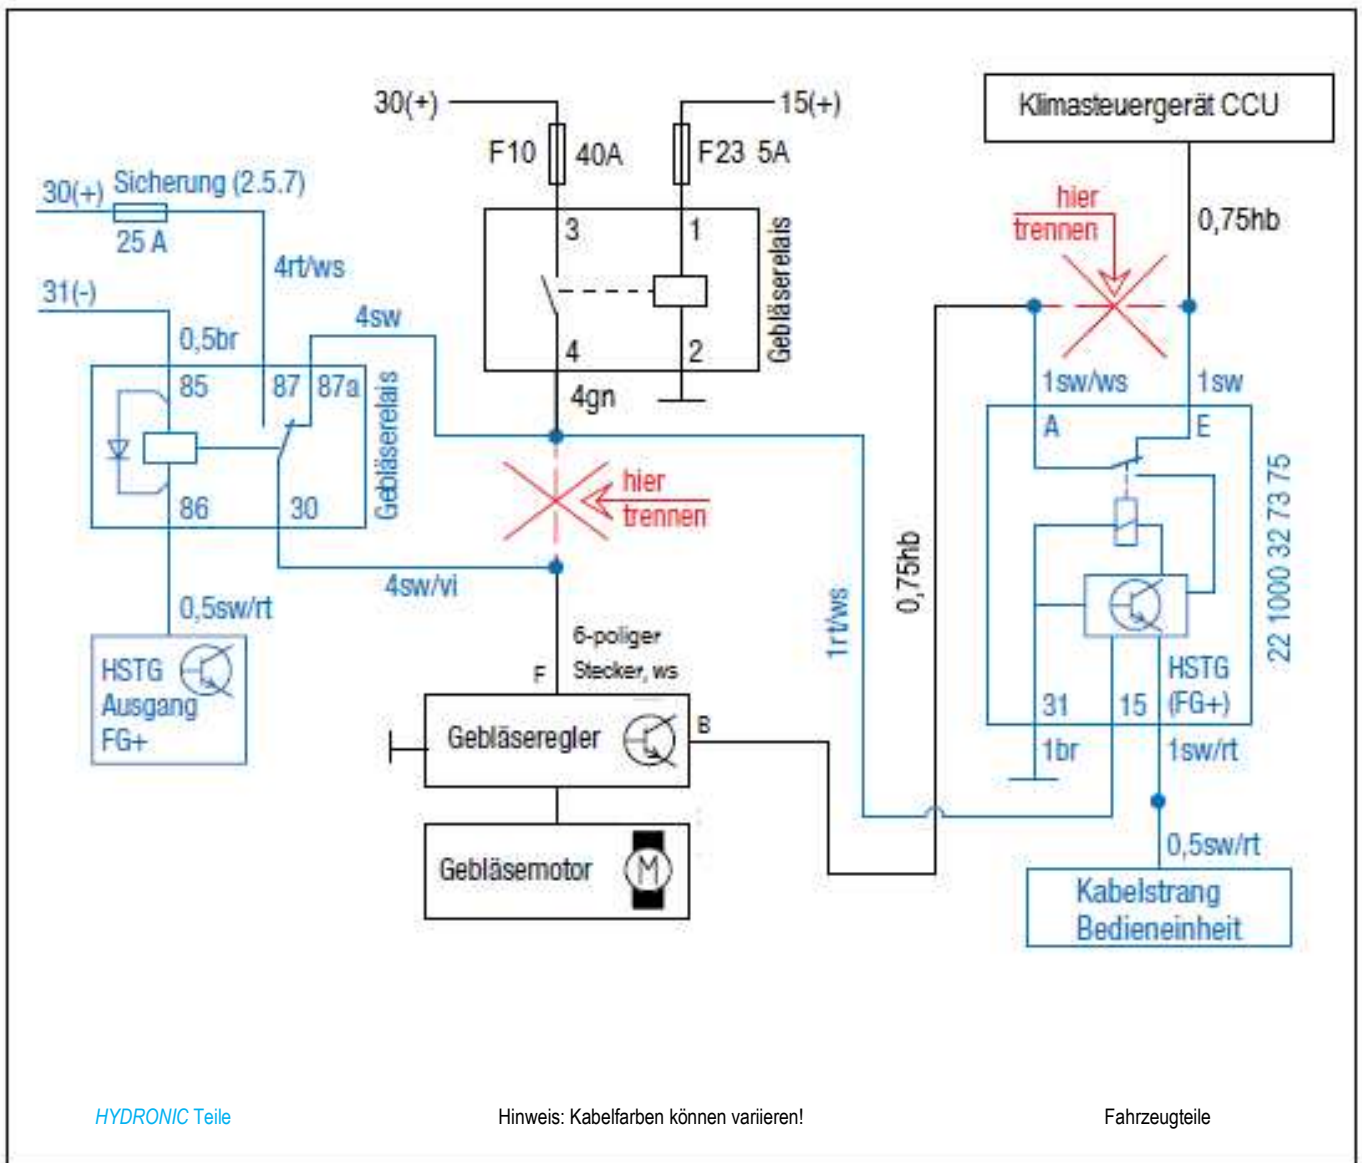 30(+)
15(+)
Klimasteuergerät CCU
F10
40A
F23 5A
30(+)
Sicherung (2.5.7)
25 A
hier
trennen
0,75hb
3
1
Gebläserelais
4rt/ws
31(-)
4sw
0,5br
4
2
85
87
87a
Gebläserelais
4gn
1sw/ws
1sw
A
E
22 1000 32 73 75
hier
trennen
86
30
0,75hb
4sw/vi
0,5sw/rt
1rt/ws
6-poliger
Stecker, ws
F
HSTG
Ausgang
FG+
HSTG
(FG+)
31
15
Gebläseregler
B
1br
1sw/rt
Gebläsemotor
M
0,5sw/rt
Kabelstrang
Bedieneinheit
HYDRONIC Teile
Hinweis: Kabelfarben können variieren!
Fahrzeugteile